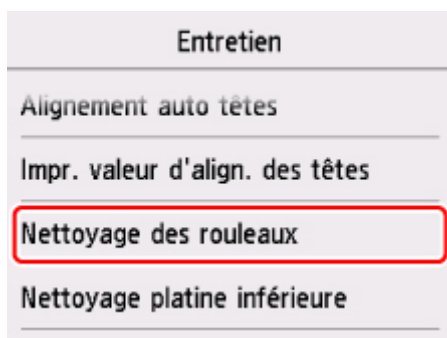 Entretien
Alignement auto têtes
Impr. valeur d'align. des têtes
Nettoyage des rouleaux
Nettoyage platine inférieure